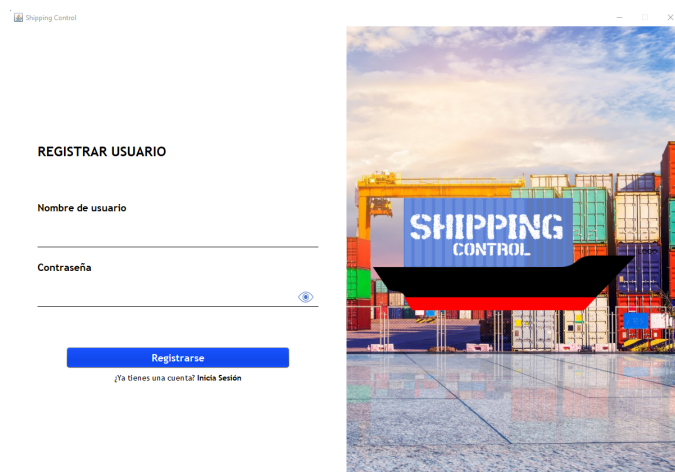 Shipping Control
REGISTRAR USUARIO
Nombre de usuario
Contraseña
Registrarse
¿Ya tienes una cuenta? Inicia Sesión
SHIPPING
CONTROL